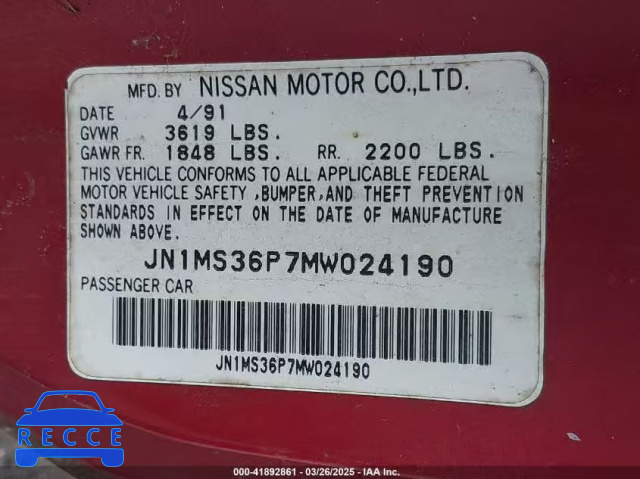 MFD. BY NISSAN MOTOR CO.,LTD.
DATE 4/91
GVWR 3619 LBS.
GAWR FR. 1848 LBS. RR. 2200 LBS.
THIS VEHICLE CONFORMS TO ALL APPLICABLE FEDERAL
MOTOR VEHICLE SAFETY ,BUMPER,AND THEFT PREVENTION
STANDARDS IN EFFECT ON THE DATE OF MANUFACTURE
SHOWN ABOVE.
JN1MS36P7MW024190
PASSENGER CAR
JN1MS36P7MW024190
RECCE
000-41892861 - 03/26/2025 - IAA Inc.